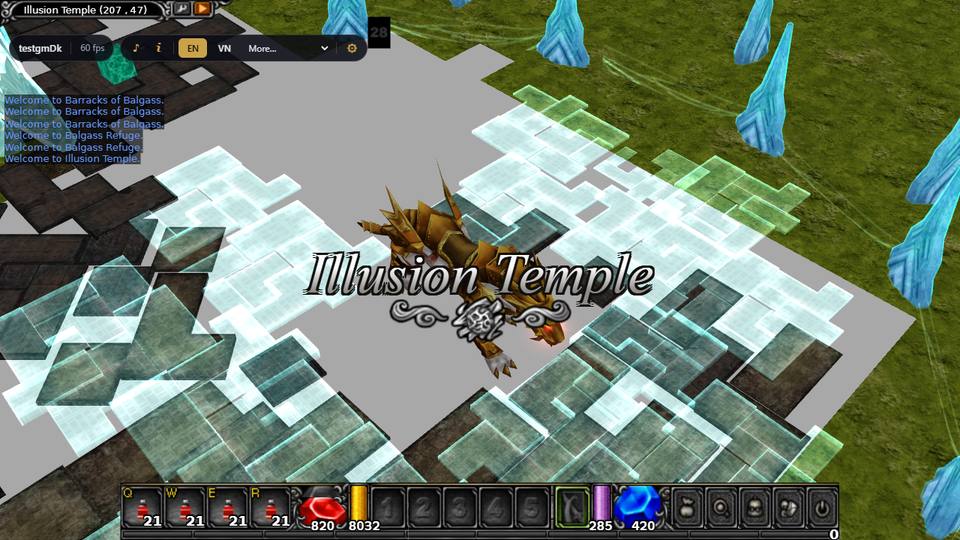 Illusion Temple (207 , 47)
28
testgmDk 60 fps EN VN More...
Welcome to Barracks of Balgass.
Welcome to Barracks of Balgass.
Welcome to Barracks of Balgass.
Welcome to Balgass Refuge.
Welcome to Balgass Refuge.
Welcome to Illusion Temple.
Illusion Temple
Q W E R
21 21 21 21 820 8032 1 2 3 4 5 285 420
0